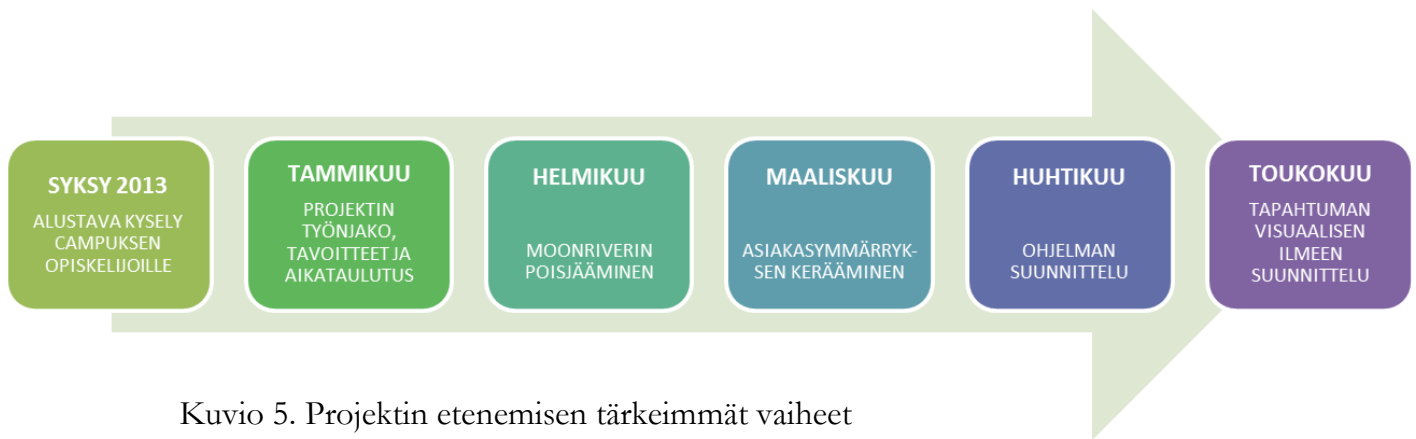 SYKSY 2013
ALUSTAVA KYSELY
CAMPUKSEN
OPISKELIJOILLE
TAMMIKUU
PROJEKTIN
TYÖNJAKO,
TAVOITTEET JA
AIKATAULUTUS
HELMIKUU
MOONRIVERIN
POISJÄÄMINEN
MAALISKUU
ASIAKASYMMÄRRYK-
SEN KERÄÄMINEN
HUHTIKUU
OHJELMAN
SUUNNITTELU
TOUKOKUU
TAPAHTUMAN
VISUAALISEN
ILMEEN
SUUNNITTELU
Kuvio 5. Projektin etenemisen tärkeimmät vaiheet